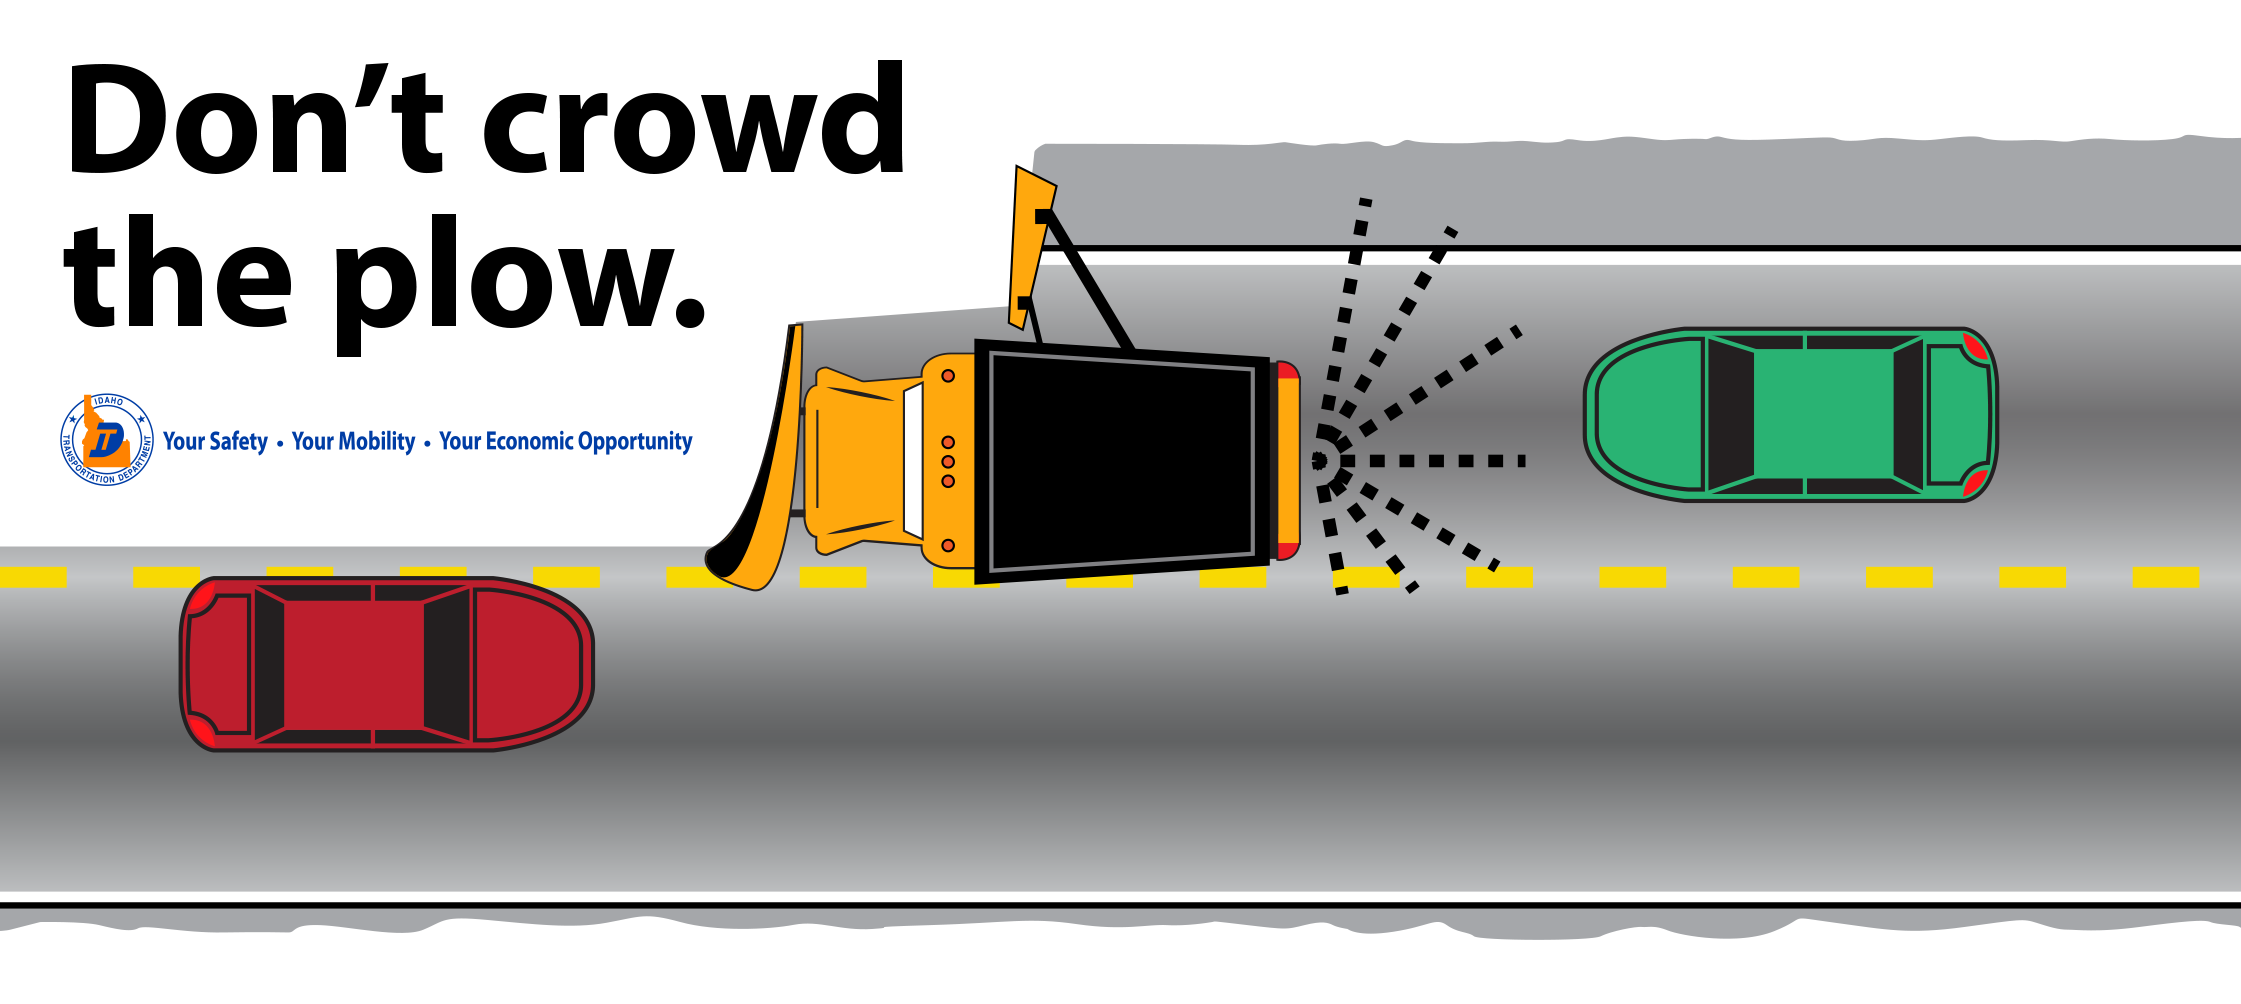 Don’t crowd
the plow.
IDAHO
TRANSPORTATION DEPARTMENT
Your Safety • Your Mobility • Your Economic Opportunity